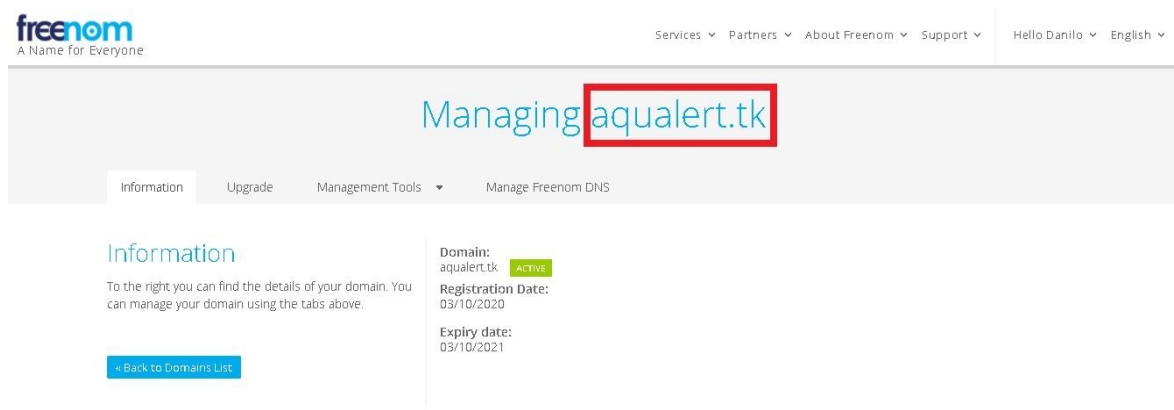 freenom
A Name for Everyone
Services Partners About Freenom Support Hello Danilo English
Managing aqualert.tk
Information Upgrade Management Tools Manage Freenom DNS
Information
To the right you can find the details of your domain. You
can manage your domain using the tabs above.
« Back to Domains List
Domain:
aqualert.tk ACTIVE
Registration Date:
03/10/2020
Expiry date:
03/10/2021